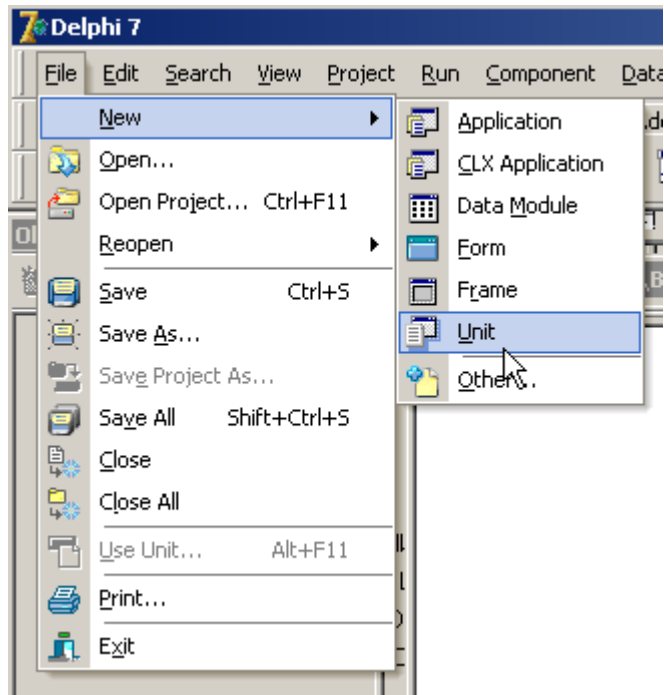 Delphi 7
File Edit Search View Project Run Component Data
New
Open...
Open Project... Ctrl+F11
Reopen
Save Ctrl+S
Save As...
Save Project As...
Save All Shift+Ctrl+S
Close
Close All
Use Unit... Alt+F11
Print...
Exit
Application
CLX Application
Data Module
Form
Frame
Unit
Other...